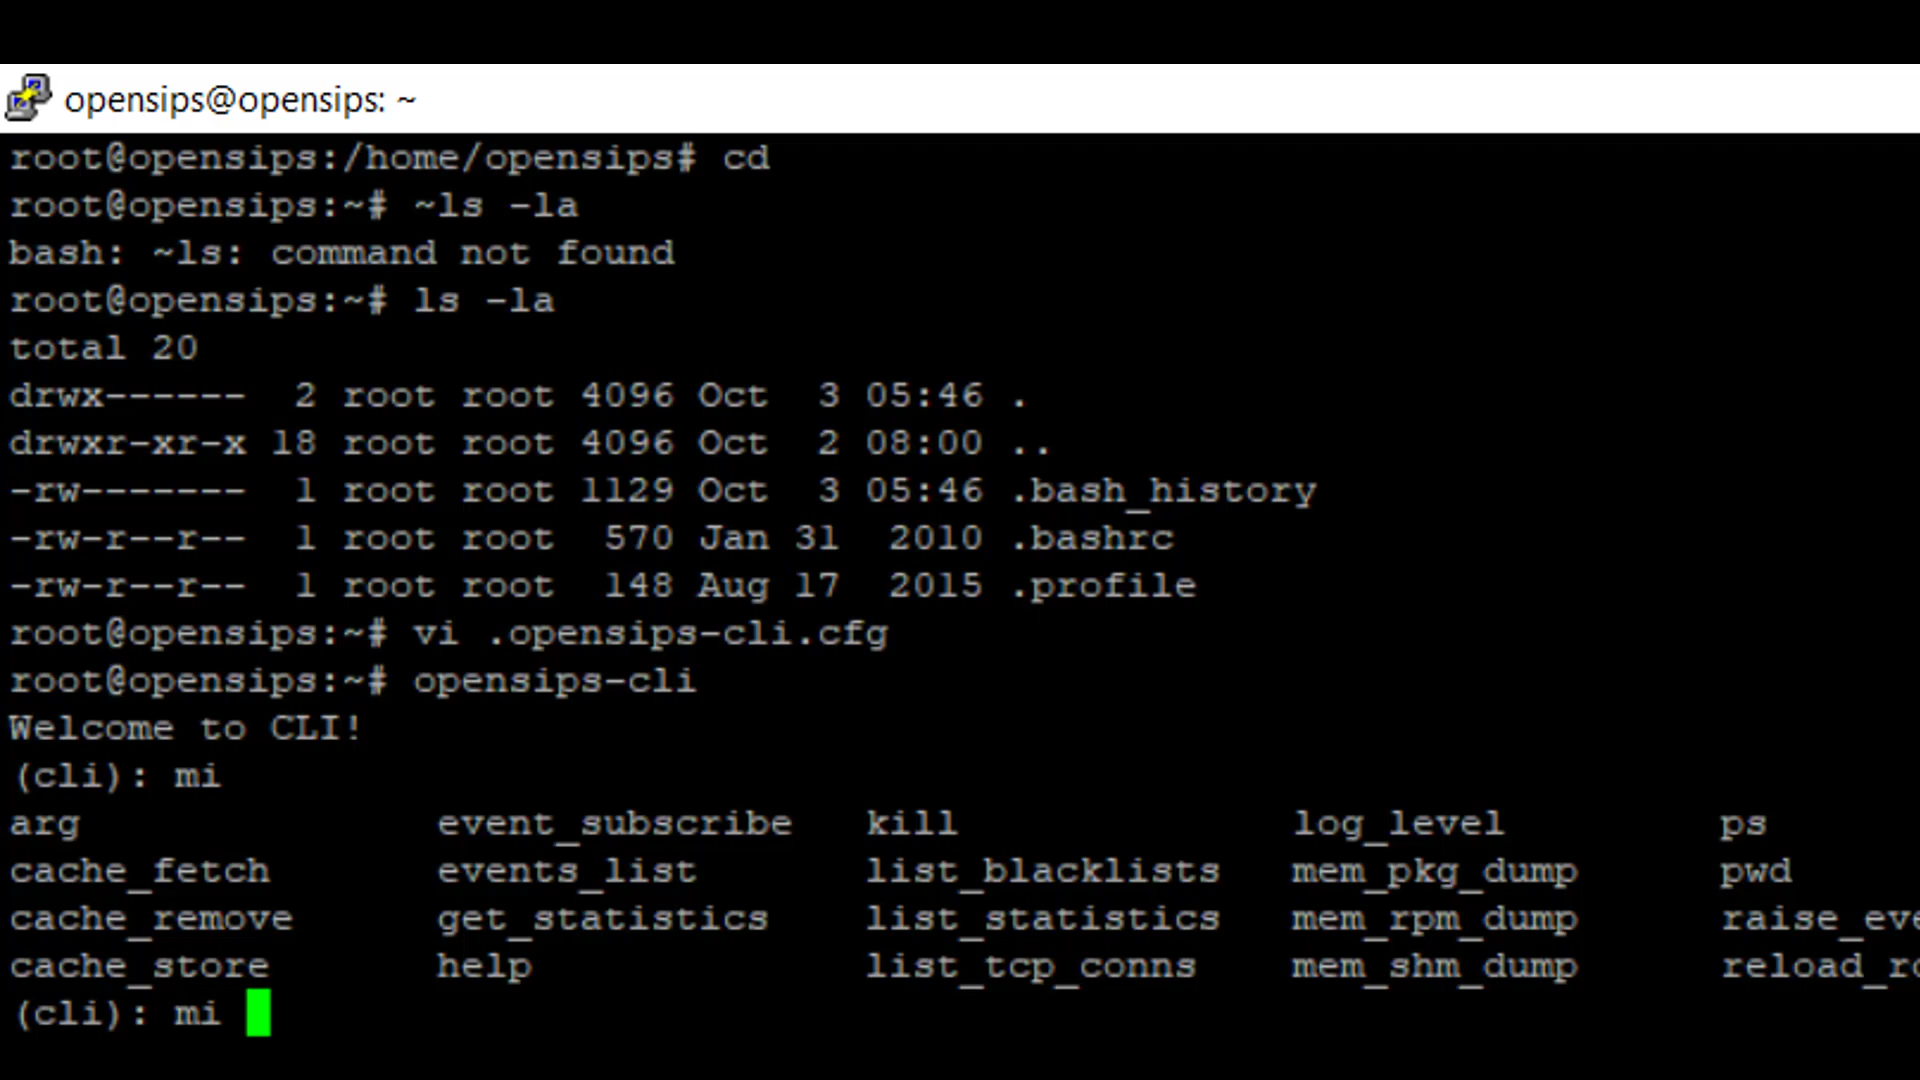 opensips@opensips: ~
root@opensips:/home/opensips# cd
root@opensips:~# ~ls -la
bash: ~ls: command not found
root@opensips:~# ls -la
total 20
drwx------  2 root root 4096 Oct  3 05:46 .
drwxr-xr-x 18 root root 4096 Oct  2 08:00 ..
-rw-------  1 root root 1129 Oct  3 05:46 .bash_history
-rw-r--r--  1 root root  570 Jan 31  2010 .bashrc
-rw-r--r--  1 root root  148 Aug 17  2015 .profile
root@opensips:~# vi .opensips-cli.cfg
root@opensips:~# opensips-cli
Welcome to CLI!
(cli): mi
arg               event_subscribe   kill              log_level         ps
cache_fetch       events_list       list_blacklists   mem_pkg_dump      pwd
cache_remove      get_statistics    list_statistics   mem_rpm_dump      raise_eve
cache_store       help              list_tcp_conns    mem_shm_dump      reload_ro
(cli): mi